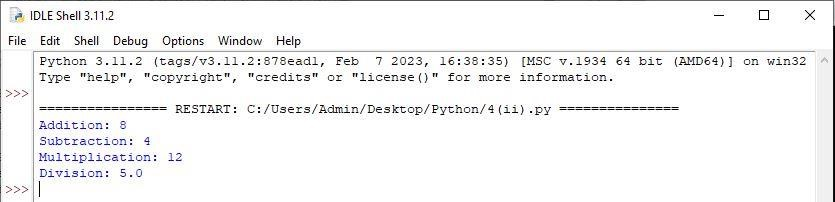 IDLE Shell 3.11.2
File Edit Shell Debug Options Window Help
Python 3.11.2 (tags/v3.11.2:878ead1, Feb  7 2023, 16:38:35) [MSC v.1934 64 bit (AMD64)] on win32
Type "help", "copyright", "credits" or "license()" for more information.
>>>
================ RESTART: C:/Users/Admin/Desktop/Python/4(ii).py ===============
Addition: 8
Subtraction: 4
Multiplication: 12
Division: 5.0
>>>